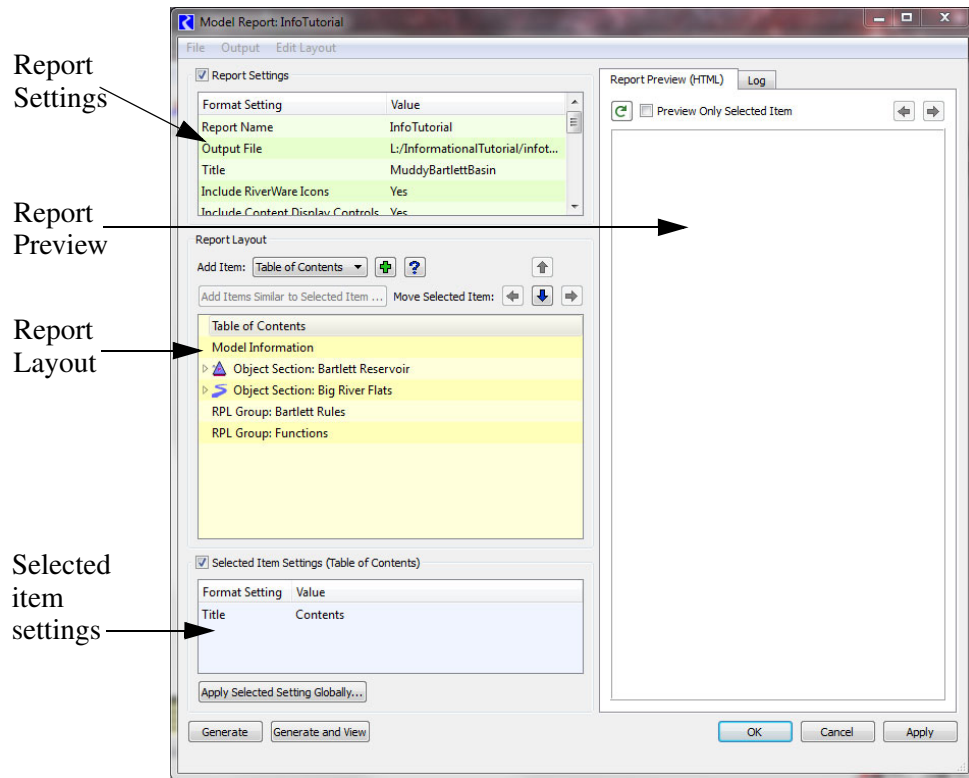 Model Report: InfoTutorial
File Output Edit Layout
Report Settings
Report Settings
Format Setting Value
Report Name InfoTutorial
Output File L:/InformationalTutorial/infot...
Title MuddyBartlettBasin
Include RiverWare Icons Yes
Include Content Display Controls Yes
Report Preview (HTML) Log
Preview Only Selected Item
Report Preview
Report Layout
Add Item: Table of Contents
Add Items Similar to Selected Item ... Move Selected Item:
Report Layout
Table of Contents
Model Information
Object Section: Bartlett Reservoir
Object Section: Big River Flats
RPL Group: Bartlett Rules
RPL Group: Functions
Selected item settings
Selected Item Settings (Table of Contents)
Format Setting Value
Title Contents
Apply Selected Setting Globally...
Generate Generate and View OK Cancel Apply